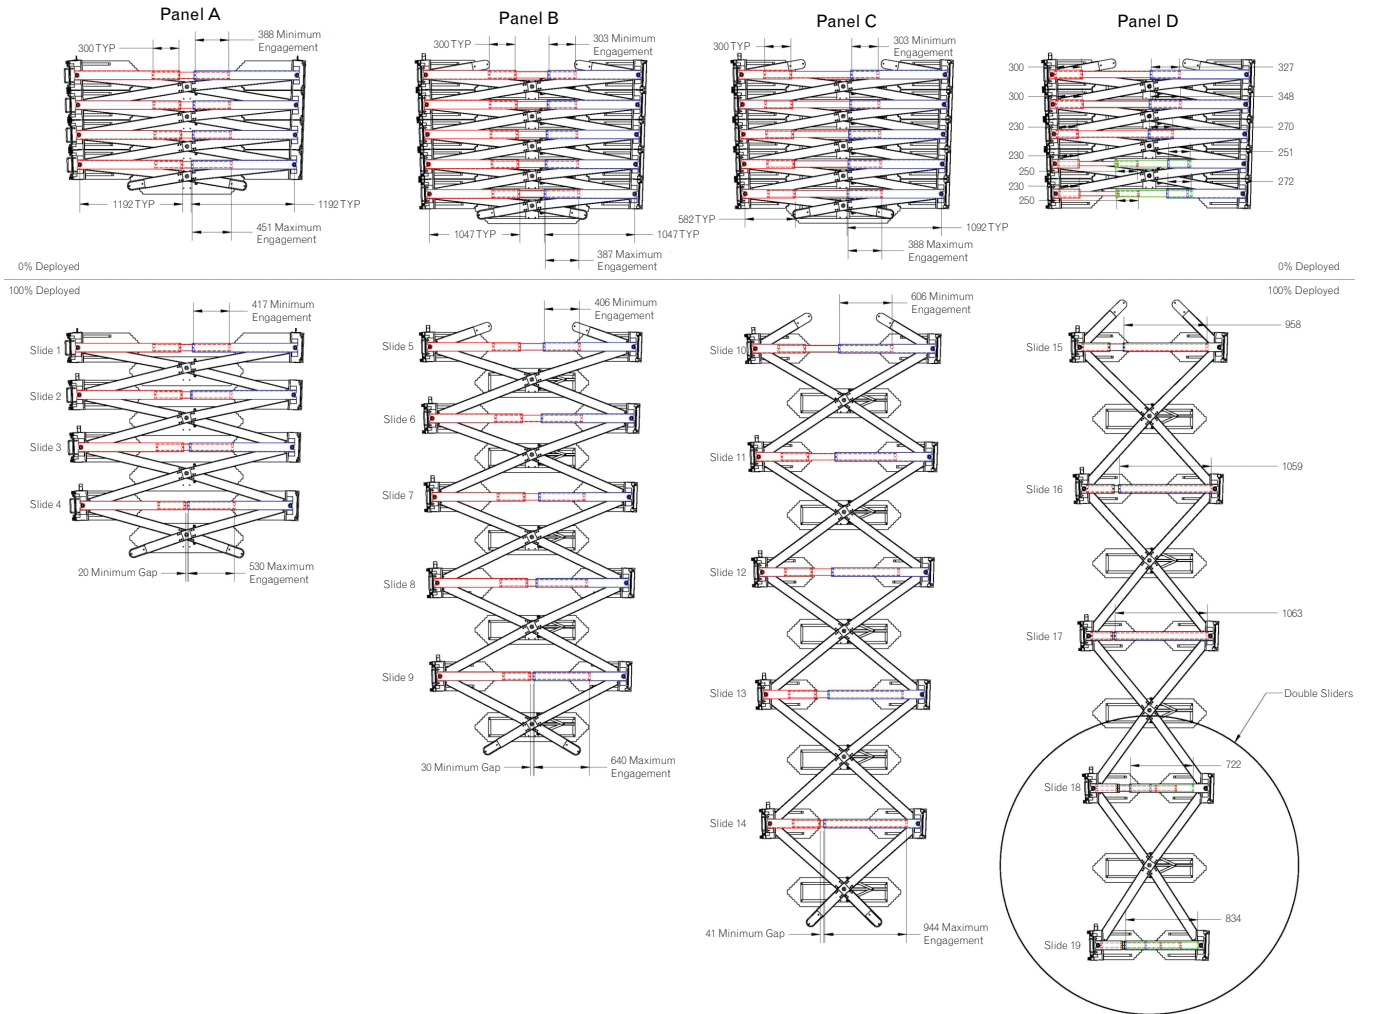 Panel A
Panel B
Panel C
Panel D
300 TYP
388 Minimum
Engagement
1192 TYP
1192 TYP
451 Maximum
Engagement
300 TYP
303 Minimum
Engagement
1047 TYP
1047 TYP
387 Maximum
Engagement
300 TYP
303 Minimum
Engagement
582 TYP
1092 TYP
388 Maximum
Engagement
300
300
230
230
250
230
250
327
348
270
251
272
0% Deployed
0% Deployed
100% Deployed
100% Deployed
417 Minimum
Engagement
Slide 1
Slide 2
Slide 3
Slide 4
20 Minimum Gap
530 Maximum
Engagement
406 Minimum
Engagement
Slide 5
Slide 6
Slide 7
Slide 8
Slide 9
30 Minimum Gap
640 Maximum
Engagement
606 Minimum
Engagement
Slide 10
Slide 11
Slide 12
Slide 13
Slide 14
41 Minimum Gap
944 Maximum
Engagement
958
Slide 15
1059
Slide 16
1063
Slide 17
Double Sliders
722
Slide 18
834
Slide 19